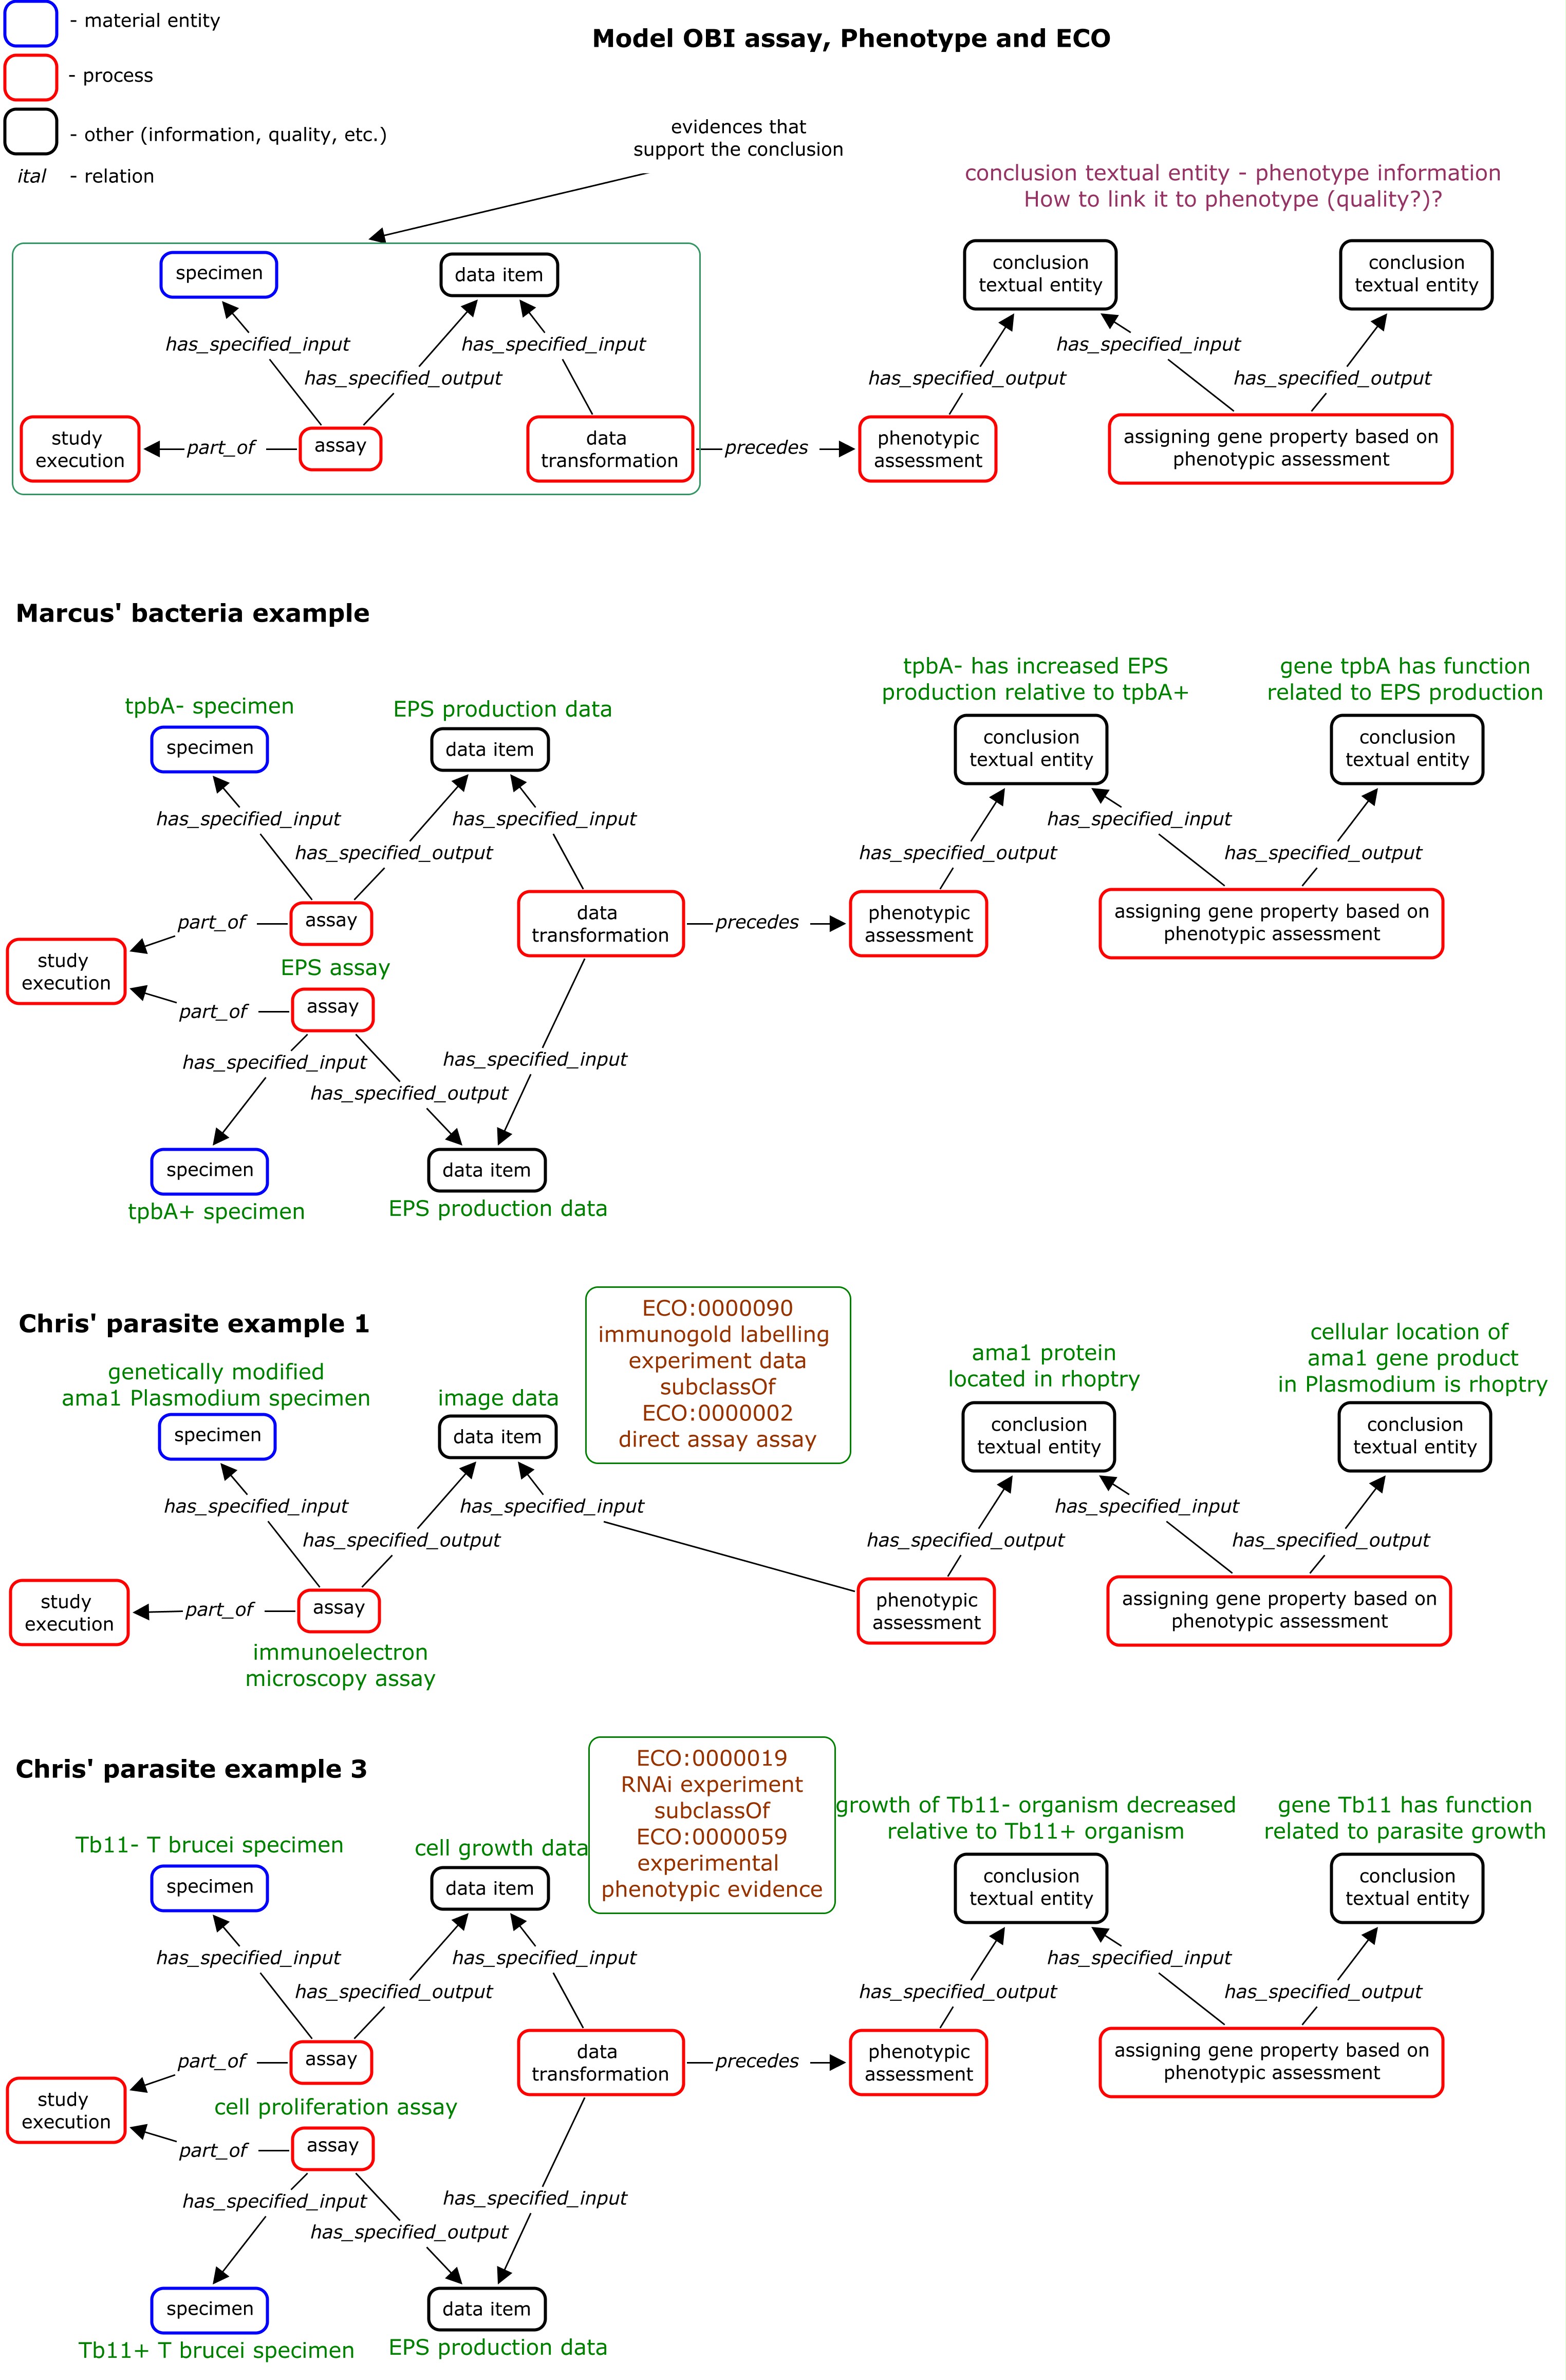 - material entity
Model OBI assay, Phenotype and ECO
- process
- other (information, quality, etc.)
ital - relation
evidences that
support the conclusion
conclusion textual entity - phenotype information
How to link it to phenotype (quality?)?
specimen
data item
conclusion
textual entity
conclusion
textual entity
has_specified_input
has_specified_input
has_specified_input
has_specified_output
has_specified_output
has_specified_output
study
execution
part_of
assay
data
transformation
precedes
phenotypic
assessment
assigning gene property based on
phenotypic assessment
Marcus' bacteria example
tpbA- specimen
EPS production data
tpbA- has increased EPS
production relative to tpbA+
gene tpbA has function
related to EPS production
specimen
data item
conclusion
textual entity
conclusion
textual entity
has_specified_input
has_specified_input
has_specified_input
has_specified_output
has_specified_output
has_specified_output
part_of
assay
data
transformation
precedes
phenotypic
assessment
assigning gene property based on
phenotypic assessment
study
execution
EPS assay
part_of
assay
has_specified_input
has_specified_input
has_specified_output
specimen
data item
tpbA+ specimen
EPS production data
Chris' parasite example 1
ECO:0000090
immunogold labelling
experiment data
subclassOf
ECO:0000002
direct assay assay
genetically modified
ama1 Plasmodium specimen
image data
ama1 protein
located in rhoptry
cellular location of
ama1 gene product
in Plasmodium is rhoptry
specimen
data item
conclusion
textual entity
conclusion
textual entity
has_specified_input
has_specified_input
has_specified_input
has_specified_output
has_specified_output
has_specified_output
study
execution
part_of
assay
phenotypic
assessment
assigning gene property based on
phenotypic assessment
immunoelectron
microscopy assay
Chris' parasite example 3
ECO:0000019
RNAi experiment
subclassOf
ECO:0000059
experimental
phenotypic evidence
Tb11- T brucei specimen
cell growth data
growth of Tb11- organism decreased
relative to Tb11+ organism
gene Tb11 has function
related to parasite growth
specimen
data item
conclusion
textual entity
conclusion
textual entity
has_specified_input
has_specified_input
has_specified_input
has_specified_output
has_specified_output
has_specified_output
part_of
assay
data
transformation
precedes
phenotypic
assessment
assigning gene property based on
phenotypic assessment
study
execution
cell proliferation assay
part_of
assay
has_specified_input
has_specified_input
has_specified_output
specimen
data item
Tb11+ T brucei specimen
EPS production data